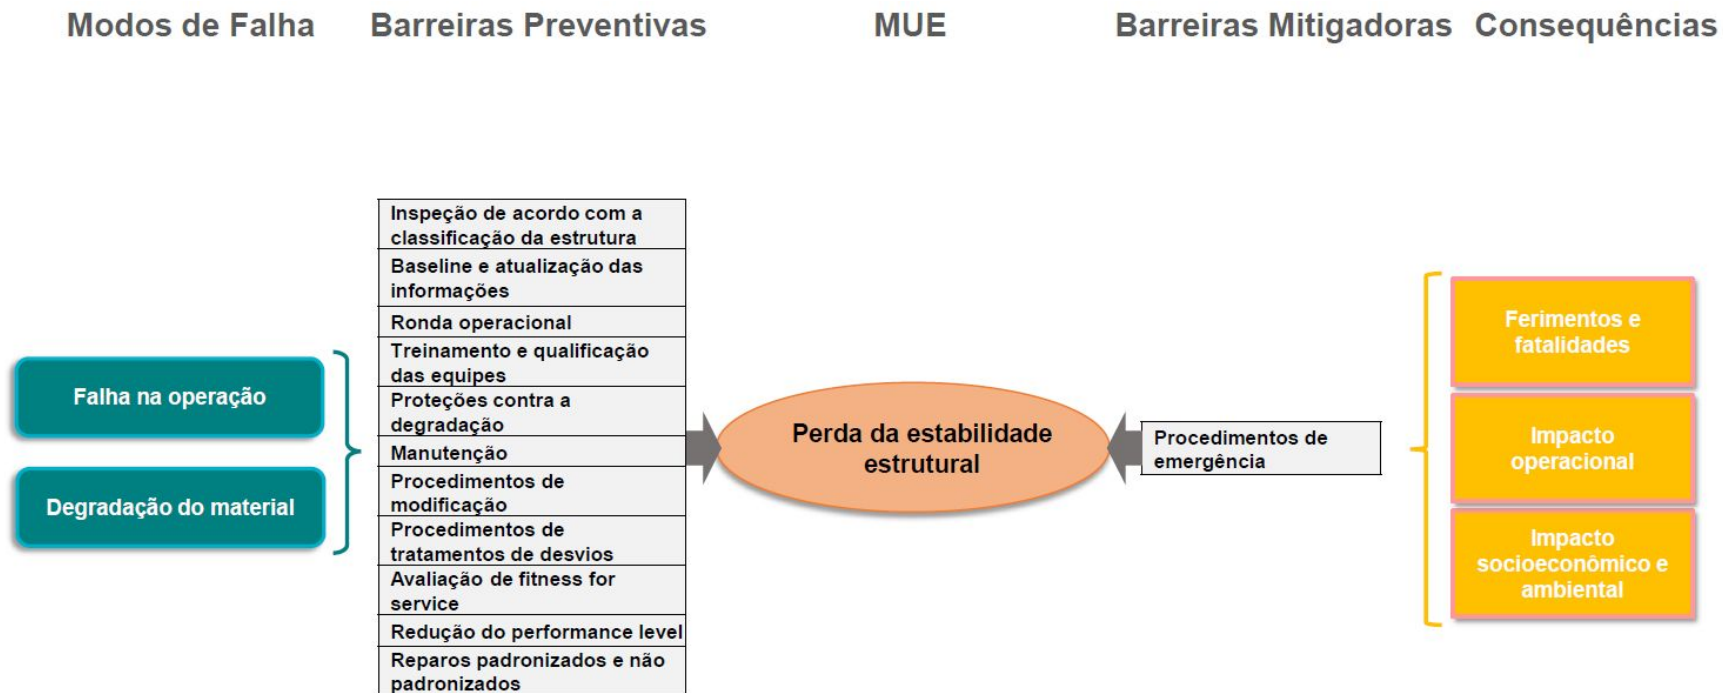 Modos de Falha
Barreiras Preventivas
MUE
Barreiras Mitigadoras
Consequências
Falha na operação
Degradação do material
Inspeção de acordo com a
classificação da estrutura
Baseline e atualização das
informações
Ronda operacional
Treinamento e qualificação
das equipes
Proteções contra a
degradação
Manutenção
Procedimentos de
modificação
Procedimentos de
tratamentos de desvios
Avaliação de fitness for
service
Redução do performance level
Reparos padronizados e não
padronizados
Perda da estabilidade
estrutural
Procedimentos de
emergência
Ferimentos e
fatalidades
Impacto
operacional
Impacto
socioeconômico e
ambiental